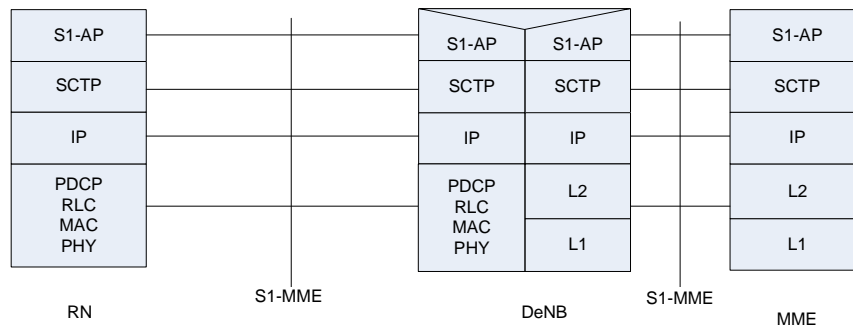 S1-AP
SCTP
IP
PDCP
RLC
MAC
PHY
RN
S1-MME
S1-AP
S1-AP
SCTP
SCTP
IP
IP
PDCP
RLC
MAC
PHY
L2
L1
DeNB
S1-MME
S1-AP
SCTP
IP
L2
L1
MME